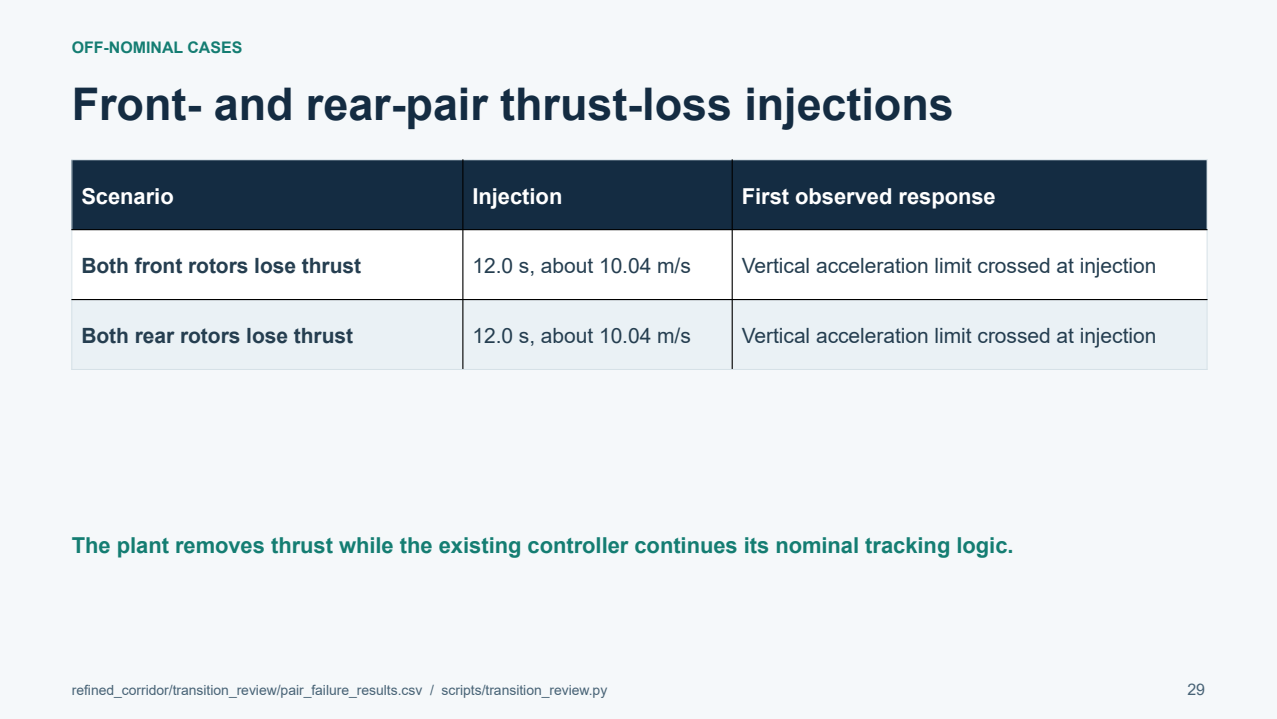 OFF-NOMINAL CASES
Front- and rear-pair thrust-loss injections
Scenario Injection First observed response
Both front rotors lose thrust 12.0 s, about 10.04 m/s Vertical acceleration limit crossed at injection
Both rear rotors lose thrust 12.0 s, about 10.04 m/s Vertical acceleration limit crossed at injection
The plant removes thrust while the existing controller continues its nominal tracking logic.
refined_corridor/transition_review/pair_failure_results.csv / scripts/transition_review.py 29